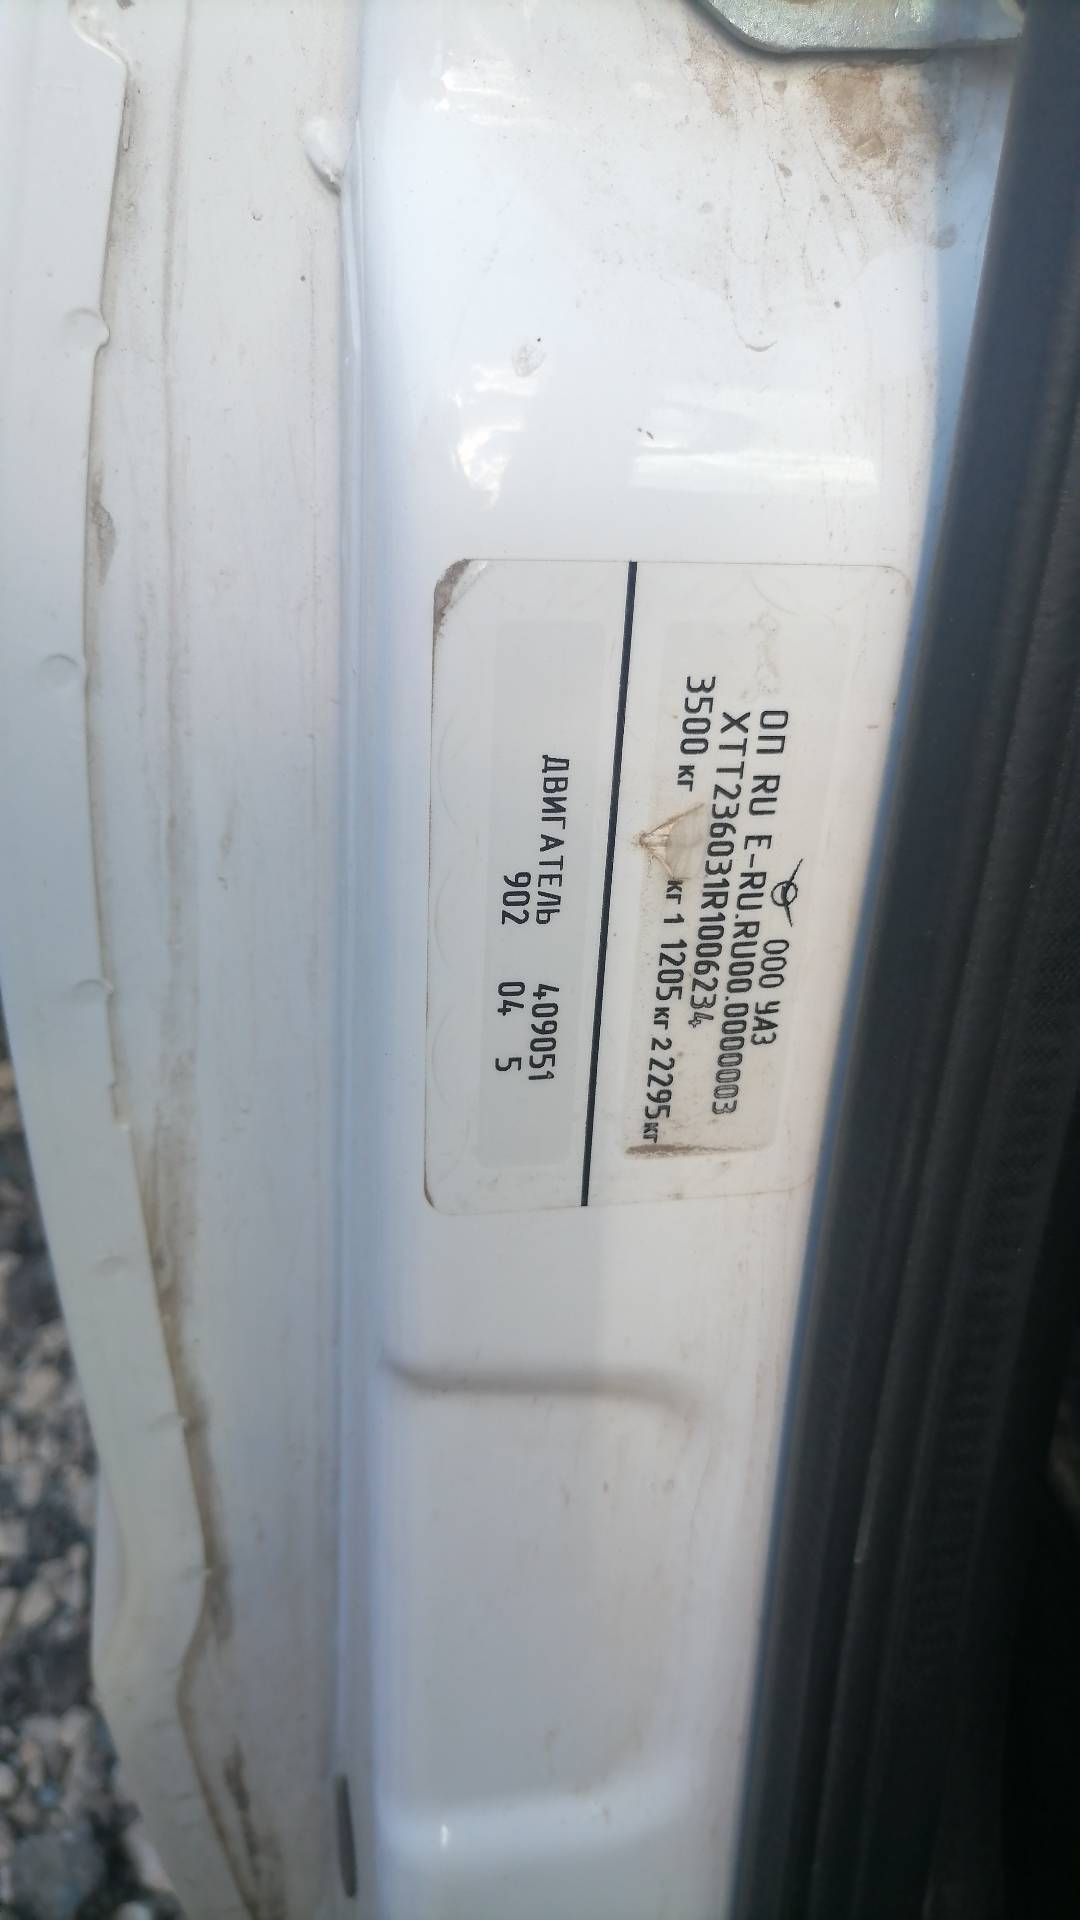 ООО УАЗ
ОП RU E-RU.RU00.0000003
XTT236031R1006234
3500 кг
кг 1 1205 кг 2 2295 кг
ДВИГАТЕЛЬ 409051
902 04 5